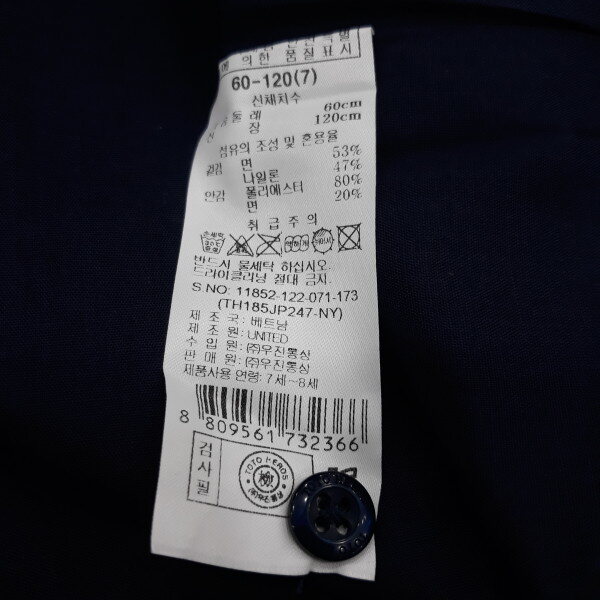 에 의한 품질표시
60-120(7)
신체치수
둘 레 60cm
장 120cm
섬유의 조성 및 혼용율
겉감 면 53%
나일론 47%
안감 폴리에스터 80%
면 20%
취 급 주 의
손세탁
반드시 물세탁 하십시오.
드라이클리닝 절대 금지.
S.NO: 11852-122-071-173
(TH185JP247-NY)
제 조 국: 베트남
제 조 원: UNITED
수 입 원: (주)우진통상
판 매 원: (주)우진통상
제품사용 연령: 7세~8세
8 809561 732366
검사필
TOTO HEROS